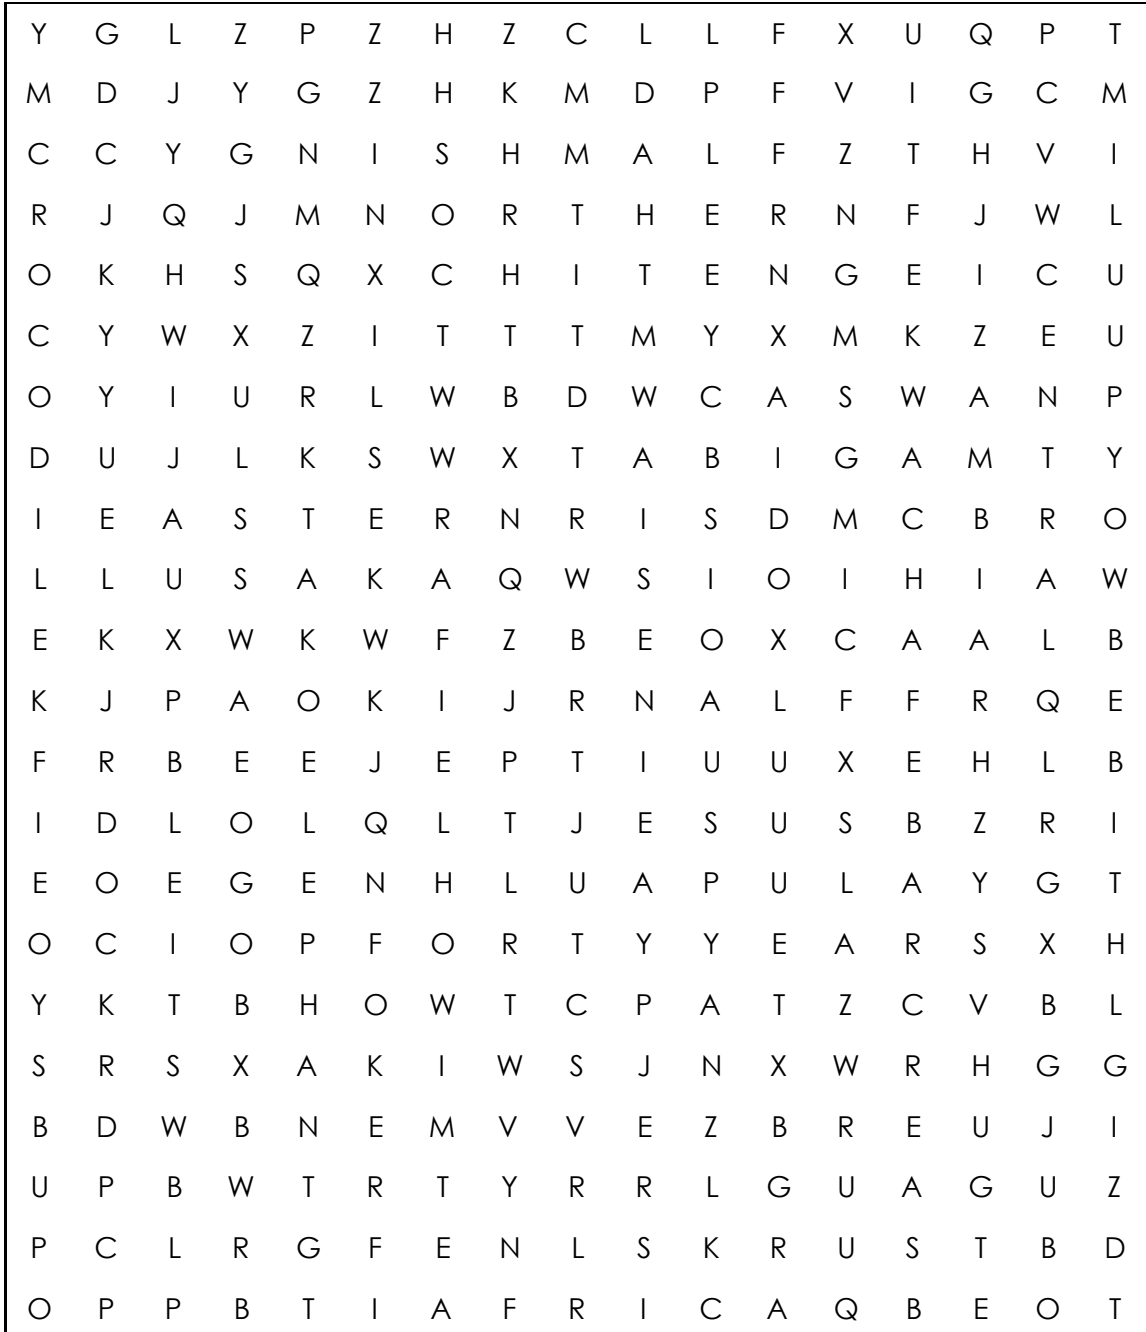 Y G L Z P Z H Z C L L F X U Q P T
M D J Y G Z H K M D P F V I G C M
C C Y G N I S H M A L F Z T H V I
R J Q J M N O R T H E R N F J W L
O K H S Q X C H I T E N G E I C U
C Y W X Z I T T T M Y X M K Z E U
O Y I U R L W B D W C A S W A N P
D U J L K S W X T A B I G A M T Y
I E A S T E R N R I S D M C B R O
L L U S A K A Q W S I O I H I A W
E K X W K W F Z B E O X C A A L B
K J P A O K I J R N A L F F R Q E
F R B E E J E P T I U U X E H L B
I D L O L Q L T J E S U S B Z R I
E O E G E N H L U A P U L A Y G T
O C I O P F O R T Y Y E A R S X H
Y K T B H O W T C P A T Z C V B L
S R S X A K I W S J N X W R H G G
B D W B N E M V V E Z B R E U J I
U P B W T R T Y R R L G U A G U Z
P C L R G F E N L S K R U S T B D
O P P B T I A F R I C A Q B E O T